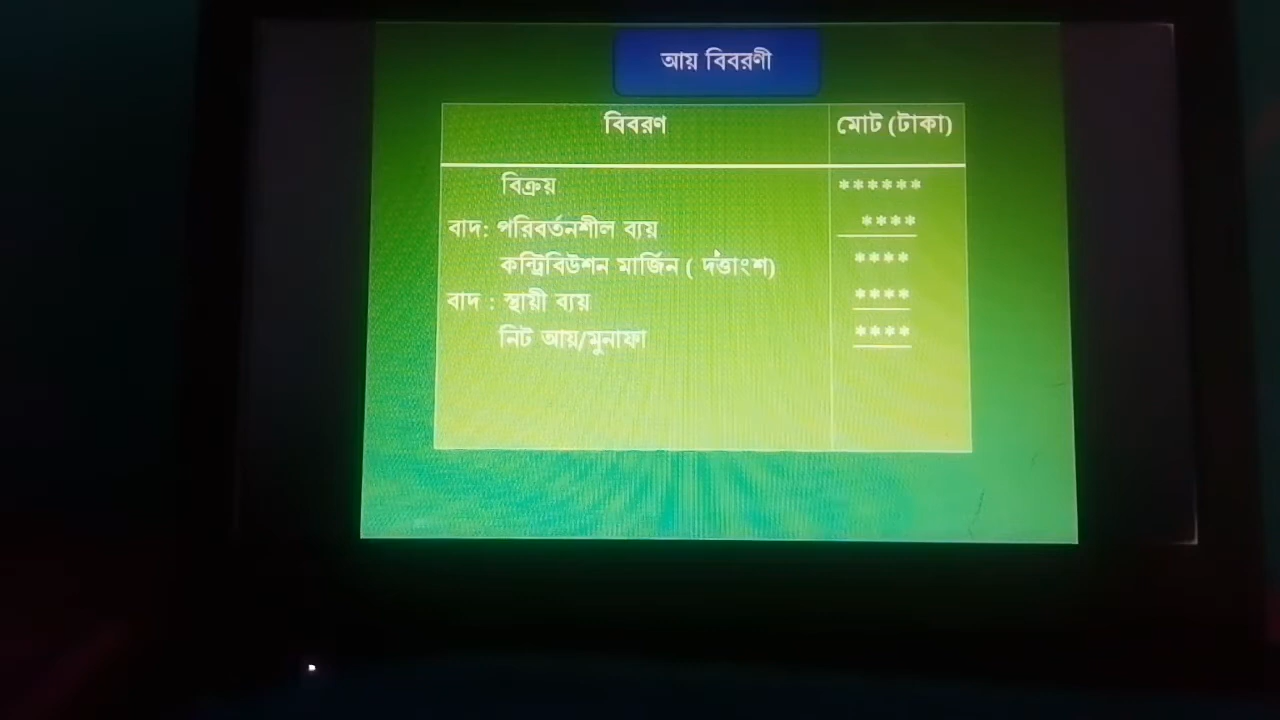 আয় বিবরণী
বিবরণ মোট (টাকা)
বিক্রয় ******
বাদ: পরিবর্তনশীল ব্যয় ****
কন্ট্রিবিউশন মার্জিন ( দত্তাংশ) ****
বাদ : স্থায়ী ব্যয় ****
নিট আয়/মুনাফা ****